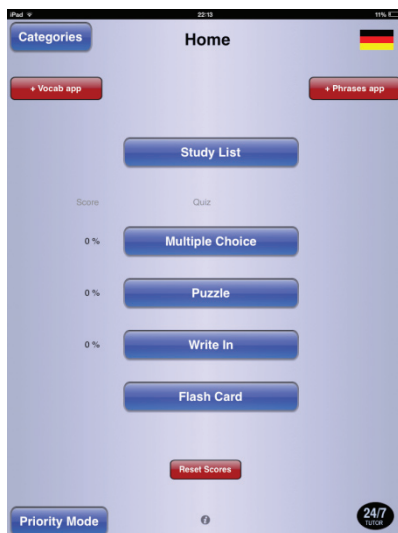 iPad 22:13 11%
Categories Home
+ Vocab app + Phrases app
Study List
Score Quiz
0 % Multiple Choice
0 % Puzzle
0 % Write In
Flash Card
Reset Scores
Priority Mode i 24/7
TUTOR